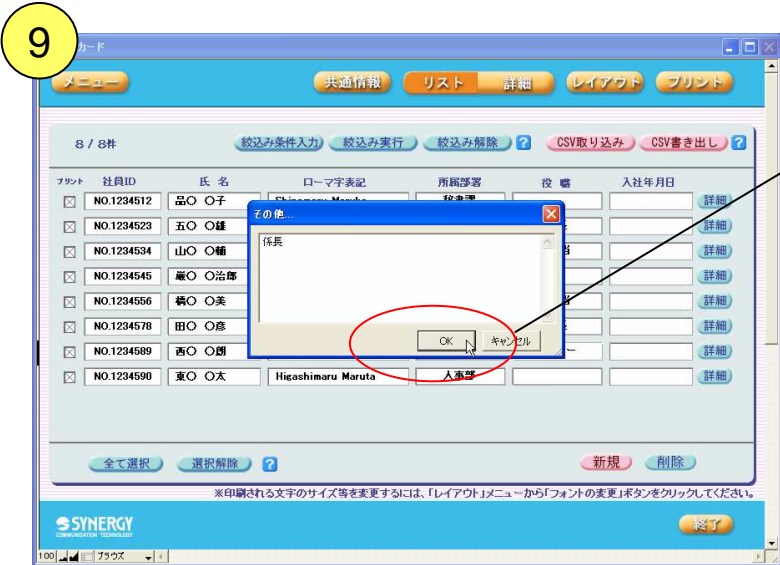 9
カード
メニュー 共通情報 リスト 詳細 レイアウト プリント
8 / 8件 絞込み条件入力 絞込み実行 絞込み解除 ? CSV取り込み CSV書き出し ?
プリント 社員ID 氏 名 ローマ字表記 所属部署 役 職 入社年月日
NO.1234512 品○ ○子 詳細
その他...
NO.1234523 五○ ○雄 詳細
係長
NO.1234534 山○ ○輔 詳細
NO.1234545 巌○ ○治郎 詳細
NO.1234556 橋○ ○美 詳細
NO.1234578 田○ ○彦 詳細
OK キャンセル
NO.1234589 西○ ○朗 詳細
NO.1234590 東○ ○太 Higashimaru Maruta 人事部 詳細
全て選択 選択解除 ? 新規 削除
※印刷される文字のサイズ等を変更するには、「レイアウト」メニューから「フォントの変更」ボタンをクリックしてください。
SYNERGY
COMMUNICATION TECHNOLOGY
終了
100 ブラウズ